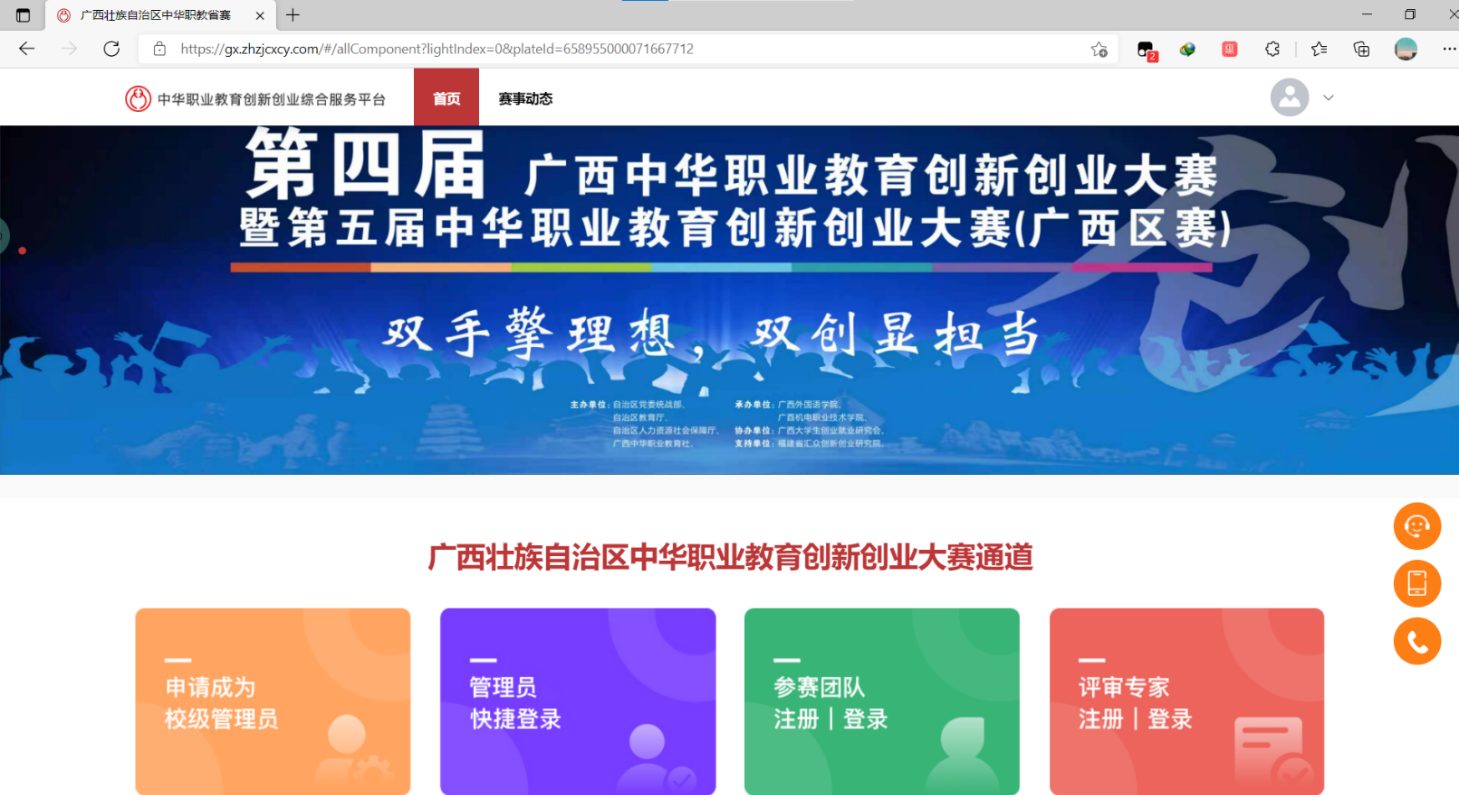 广西壮族自治区中华职教省赛
https://gx.zhzjcxcy.com/#/allComponent?lightIndex=0&plateId=658955000071667712
2
中华职业教育创新创业综合服务平台
首页
赛事动态
第四届 广西中华职业教育创新创业大赛
暨第五届中华职业教育创新创业大赛(广西区赛)
双手擎理想，双创显担当
主办单位：自治区党委统战部、
自治区教育厅、
自治区人力资源社会保障厅、
广西中华职业教育社、
承办单位：广西外国语学院、
广西机电职业技术学院、
协办单位：广西大学生创业就业研究会、
支持单位：福建省汇众创新创业研究院、
广西壮族自治区中华职业教育创新创业大赛通道
申请成为
校级管理员
管理员
快捷登录
参赛团队
注册｜登录
评审专家
注册｜登录